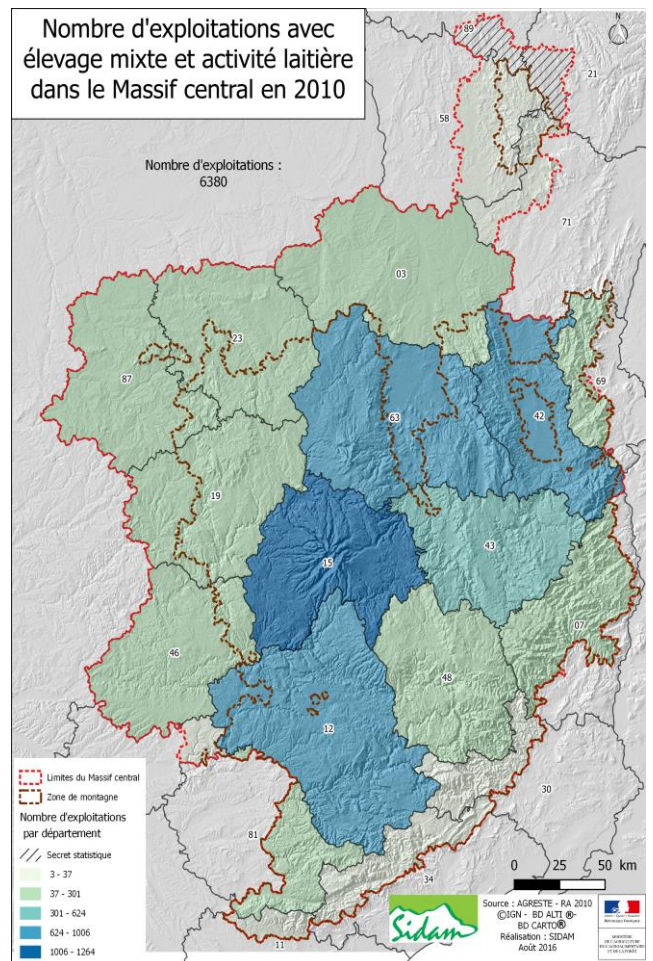 Nombre d'exploitations avec
élevage mixte et activité laitière
dans le Massif central en 2010
N
89
21
58
Nombre d'exploitations :
6380
71
03
23
87
69
63
42
19
43
15
07
46
48
12
30
81
34
11
Limites du Massif central
Zone de montagne
Nombre d'exploitations
par département
Secret statistique
3 - 37
37 - 301
301 - 624
624 - 1006
1006 - 1264
0 25 50 km
Sidam
Source : AGRESTE - RA 2010
©IGN - BD ALTI ®-
BD CARTO®
Réalisation : SIDAM
Août 2016